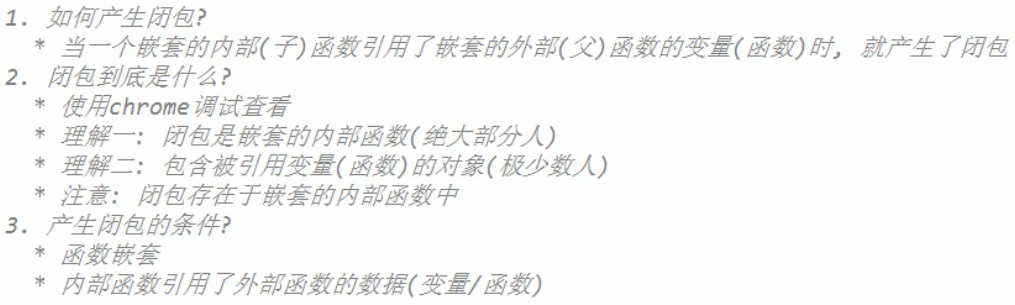 1. 如何产生闭包?
* 当一个嵌套的内部(子)函数引用了嵌套的外部(父)函数的变量(函数)时, 就产生了闭包
2. 闭包到底是什么?
* 使用chrome调试查看
* 理解一: 闭包是嵌套的内部函数(绝大部分人)
* 理解二: 包含被引用变量(函数)的对象(极少数人)
* 注意: 闭包存在于嵌套的内部函数中
3. 产生闭包的条件?
* 函数嵌套
* 内部函数引用了外部函数的数据(变量/函数)